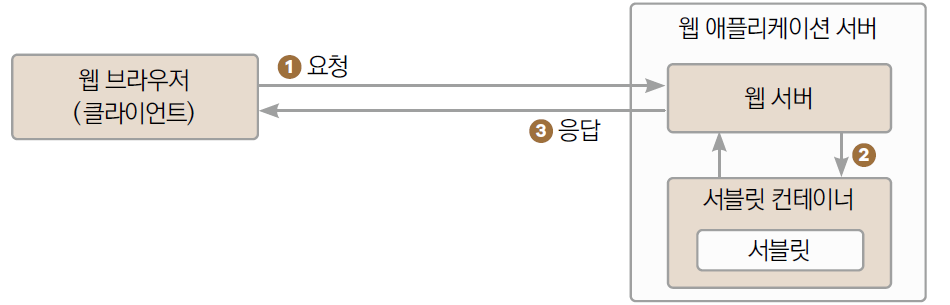 웹 애플리케이션 서버
웹 브라우저
(클라이언트)
1 요청
웹 서버
3 응답
2
서블릿 컨테이너
서블릿